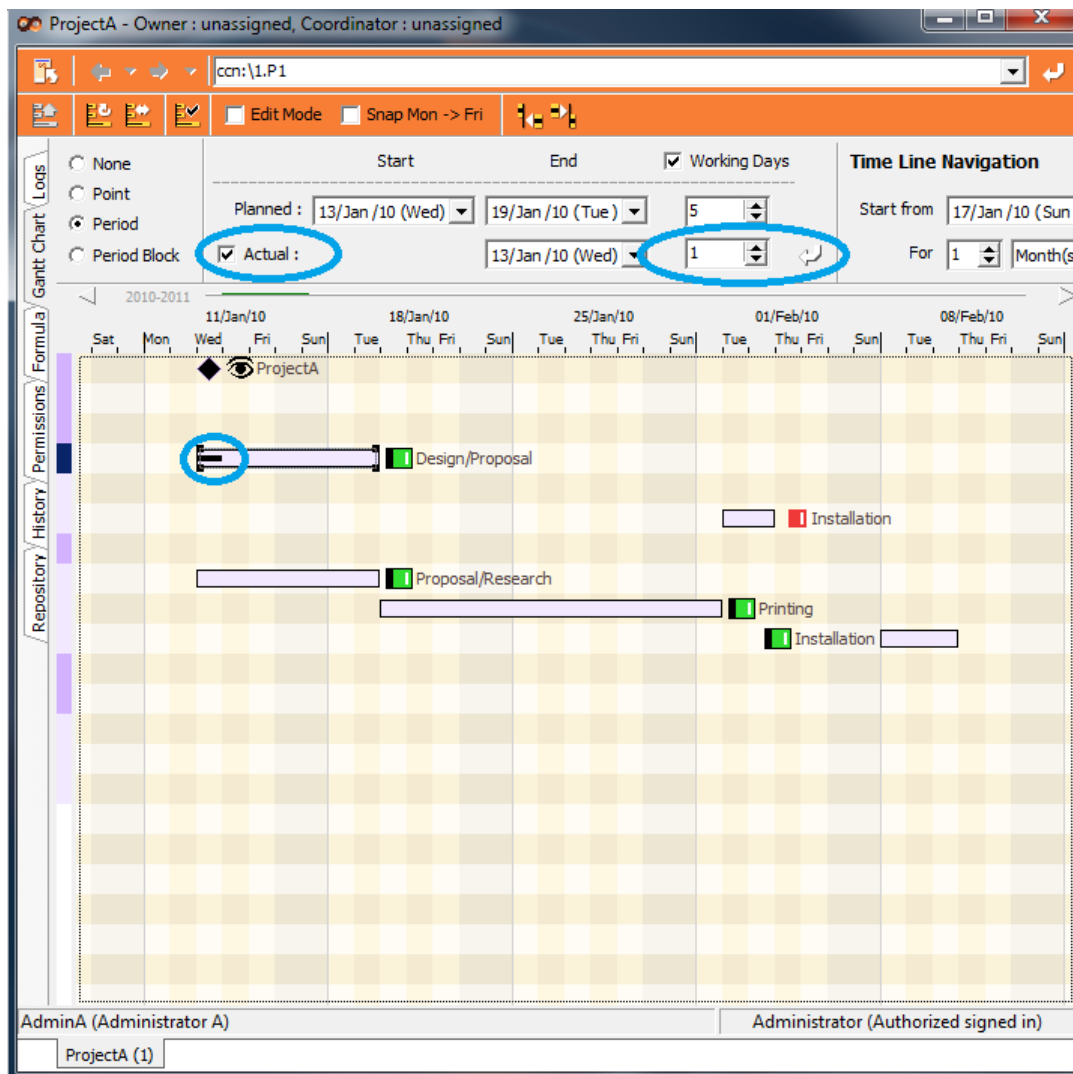 ProjectA - Owner : unassigned, Coordinator : unassigned
ccn:\1.P1
Edit Mode Snap Mon -> Fri
None Start End Working Days Time Line Navigation
Point
Planned : 13/Jan /10 (Wed) 19/Jan /10 (Tue ) 5 Start from 17/Jan /10 (Sun
Period
Period Block Actual : 13/Jan /10 (Wed) 1 For 1 Month(s
Logs
Gantt Chart
Formula
Permissions
History
Repository
2010-2011
11/Jan/10 18/Jan/10 25/Jan/10 01/Feb/10 08/Feb/10
Sat Mon Wed Fri Sun Tue Thu Fri Sun Tue Thu Fri Sun Tue Thu Fri Sun Tue Thu Fri Sun
ProjectA
Design/Proposal
Installation
Proposal/Research
Printing
Installation
AdminA (Administrator A) Administrator (Authorized signed in)
ProjectA (1)